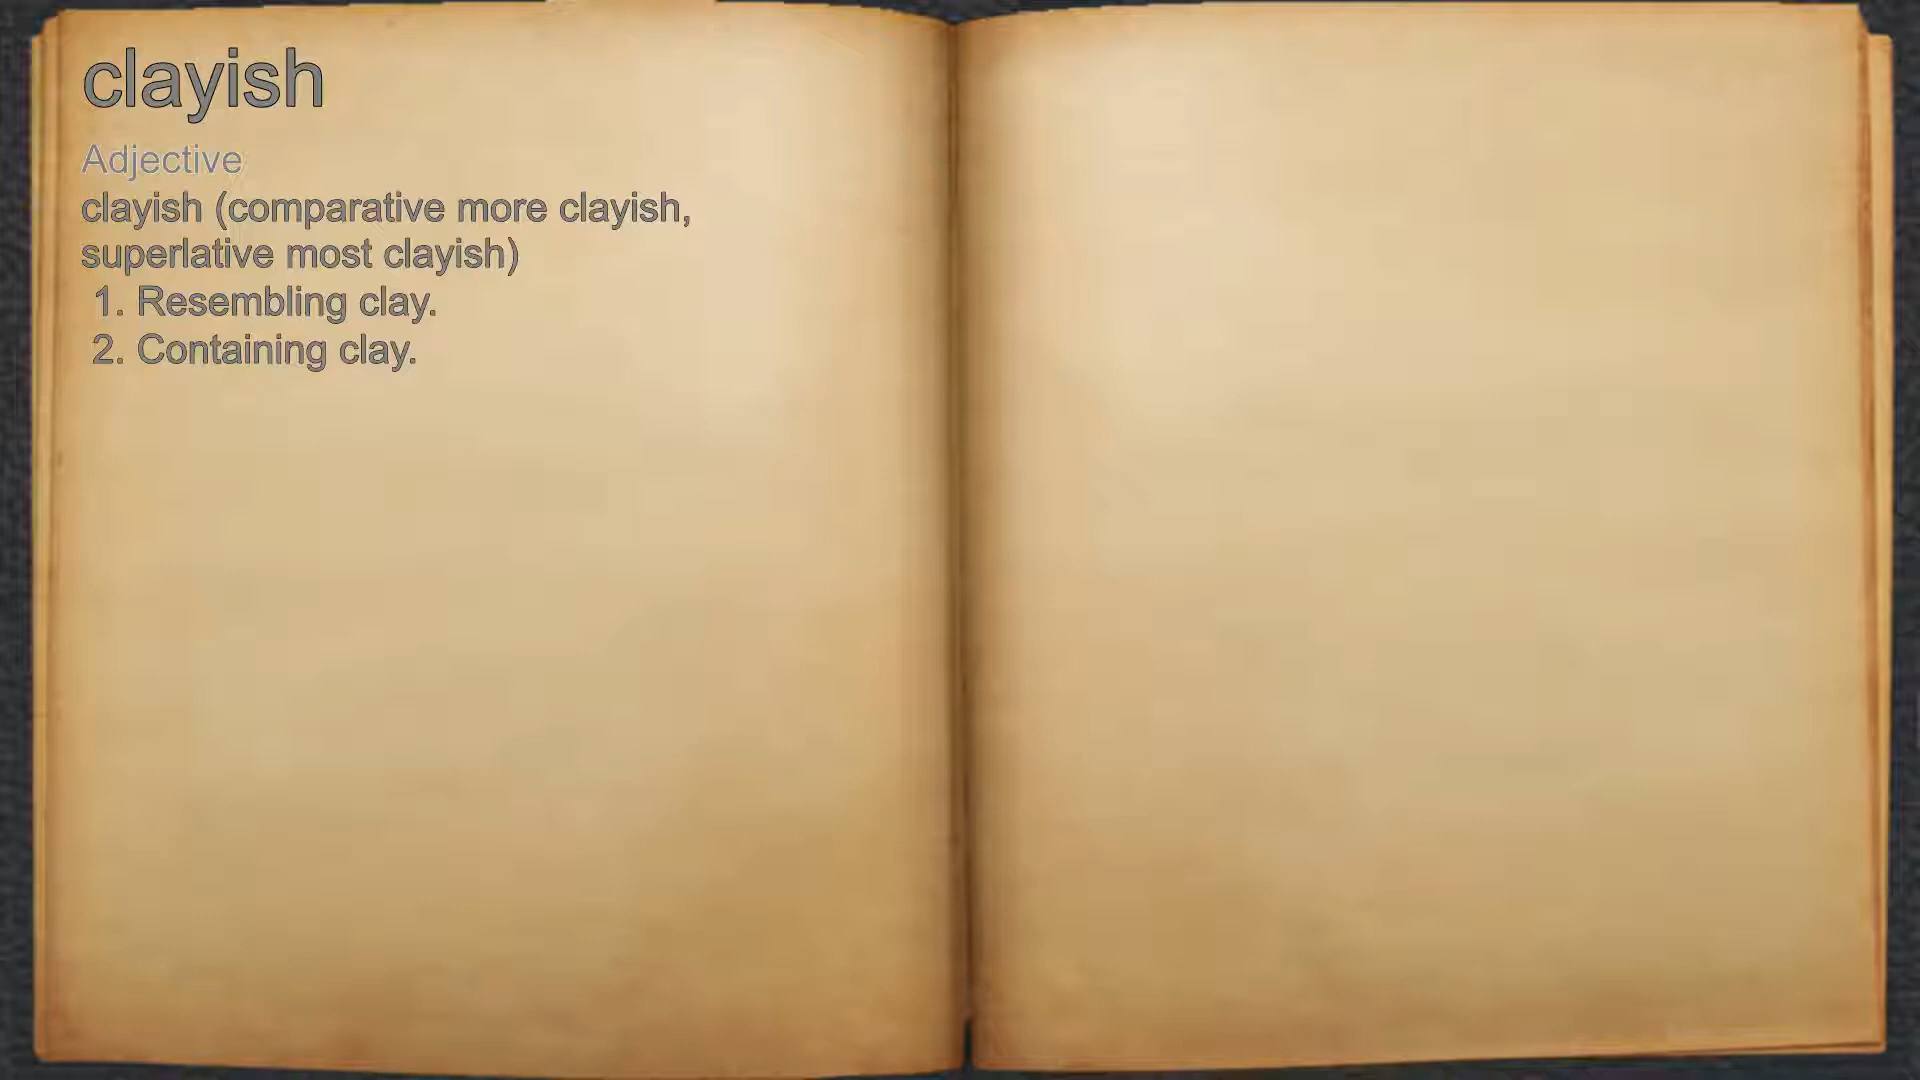 clayish
Adjective
clayish (comparative more clayish,
superlative most clayish)
1. Resembling clay.
2. Containing clay.